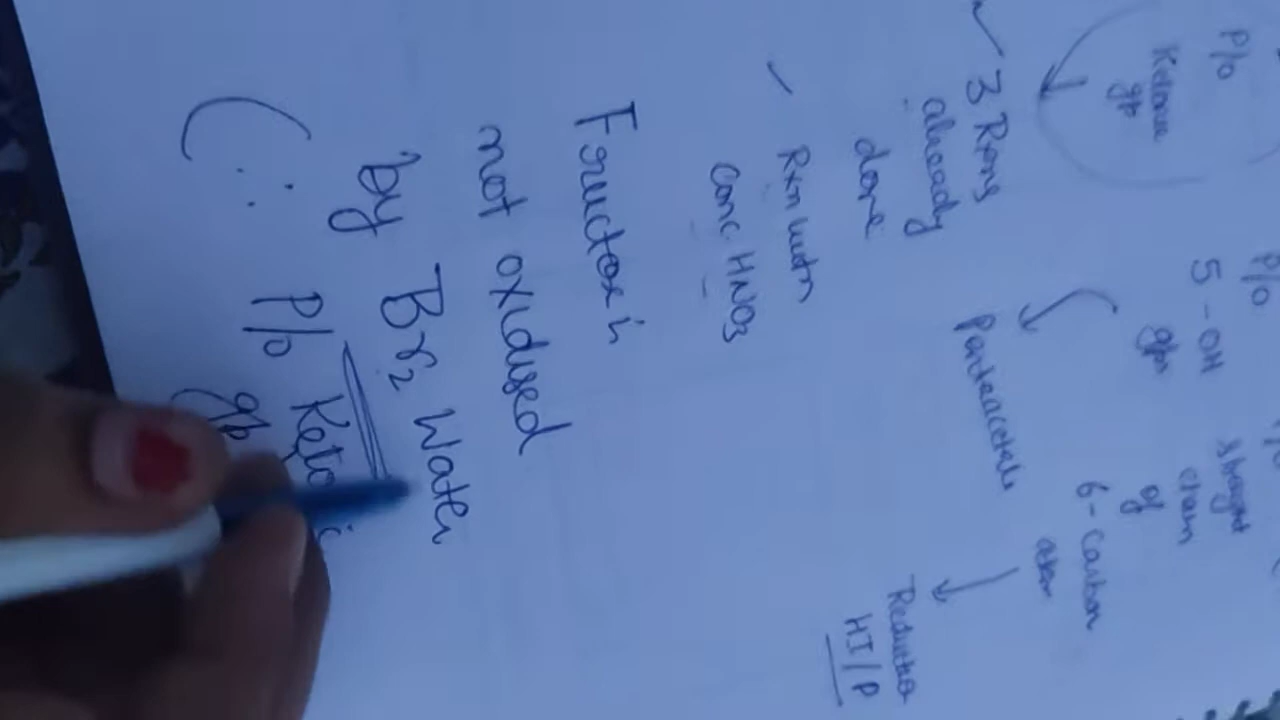 P/o
Ketone
gp
3 Rxns
already
done
Rxn with
conc. HNO3
P/o
5 - OH
gps
Pentaacetate
straight
chain
of
6 - Carbon
atom
Reduction
HI/P
Fructose is
not oxidised
by Br2 Water
(∴ P/o Keto
gp